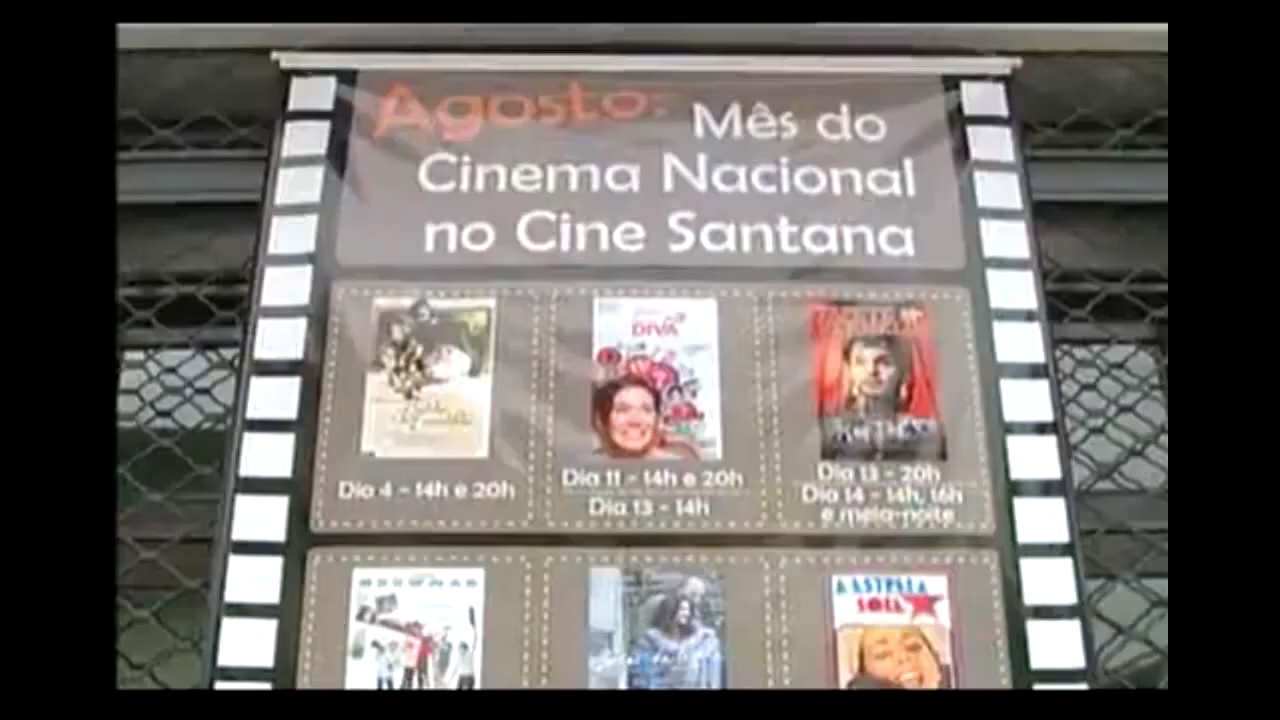 Agosto: Mês do
Cinema Nacional
no Cine Santana
DIVA
Dia 4 - 14h e 20h
Dia 11 - 14h e 20h
Dia 13 - 14h
Dia 13 - 20h
Dia 14 - 14h, 16h
e meia-noite
A ESTRELA
SOBE